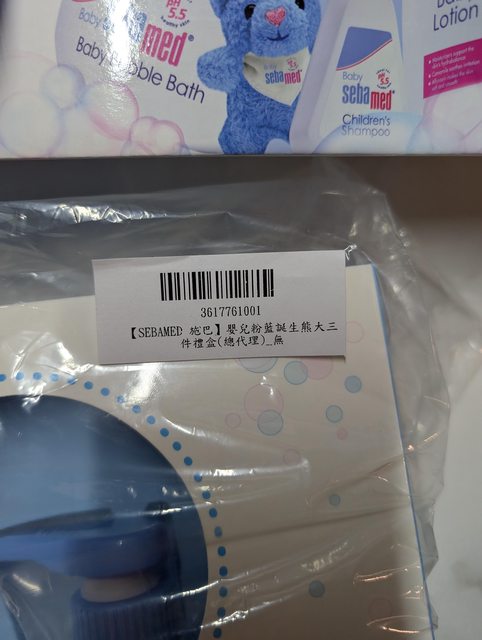 Baby sebamed®
pH
5.5
Baby Bubble Bath
sebamed
Baby
sebamed
pH
5.5
Children's
Shampoo
Lotion
3617761001
【SEBAMED 施巴】嬰兒粉藍誕生熊大三
件禮盒(總代理)_無